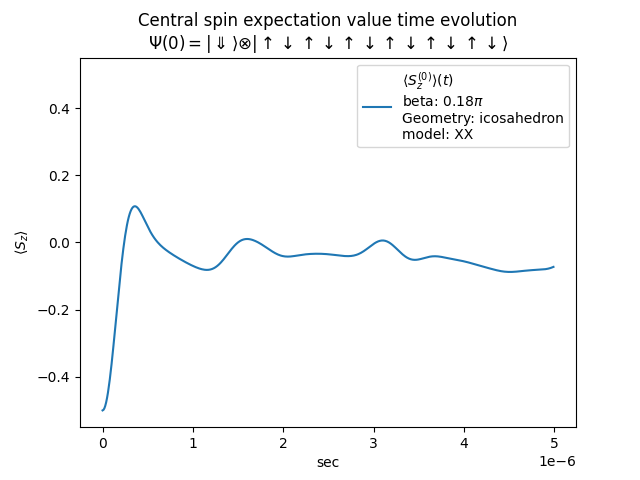 Central spin expectation value time evolution
Ψ(0) = | ⇓ ⟩⊗| ↑ ↓ ↑ ↓ ↑ ↓ ↑ ↓ ↑ ↓ ↑ ↓⟩
⟨S_z^{(0)}⟩(t)
beta: 0.18π
Geometry: icosahedron
model: XX
0.4
0.2
0.0
−0.2
−0.4
⟨S_z⟩
0 1 2 3 4 5
sec
1e−6